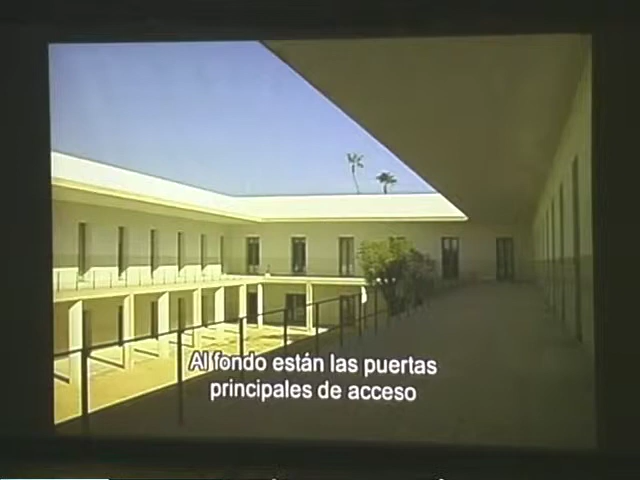 Al fondo están las puertas
principales de acceso